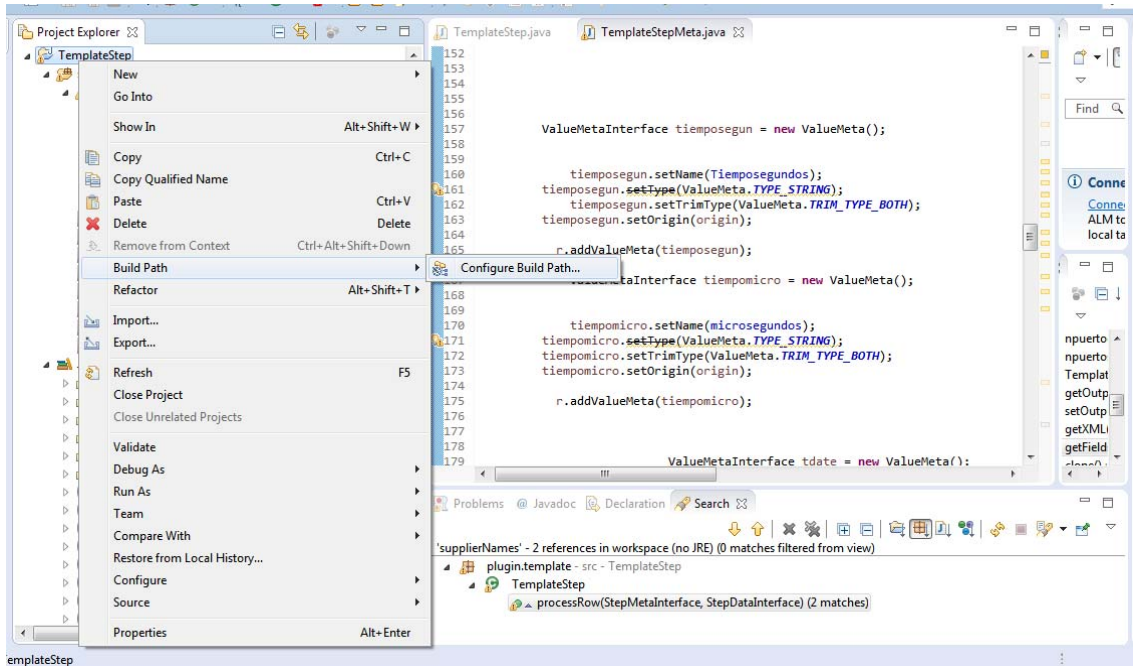 Project Explorer
TemplateStep
New
Go Into
Show In Alt+Shift+W
Copy Ctrl+C
Copy Qualified Name
Paste Ctrl+V
Delete Delete
Remove from Context Ctrl+Alt+Shift+Down
Build Path
Refactor Alt+Shift+T
Import...
Export...
Refresh F5
Close Project
Close Unrelated Projects
Validate
Debug As
Run As
Team
Compare With
Restore from Local History...
Configure
Source
Properties Alt+Enter
Configure Build Path...
TemplateStep.java TemplateStepMeta.java
152
153
154
155
156
157 ValueMetaInterface tiemposegun = new ValueMeta();
158
159
160 tiemposegun.setName(Tiemposegundos);
161 tiemposegun.setType(ValueMeta.TYPE_STRING);
162 tiemposegun.setTrimType(ValueMeta.TRIM_TYPE_BOTH);
163 tiemposegun.setOrigin(origin);
164
165 r.addValueMeta(tiemposegun);
tiempomicro = new ValueMeta();
168
169
170 tiempomicro.setName(microsegundos);
171 tiempomicro.setType(ValueMeta.TYPE_STRING);
172 tiempomicro.setTrimType(ValueMeta.TRIM_TYPE_BOTH);
173 tiempomicro.setOrigin(origin);
174
175 r.addValueMeta(tiempomicro);
176
177
178
179 ValueMetaInterface tdate = new ValueMeta();
Find
Conne
Connec
ALM to
local ta
npuerto
npuerto
Templat
getOutp
setOutp
getXML(
getField
clone()
Problems @ Javadoc Declaration Search
'supplierNames' - 2 references in workspace (no JRE) (0 matches filtered from view)
plugin.template - src - TemplateStep
TemplateStep
processRow(StepMetaInterface, StepDataInterface) (2 matches)
emplateStep